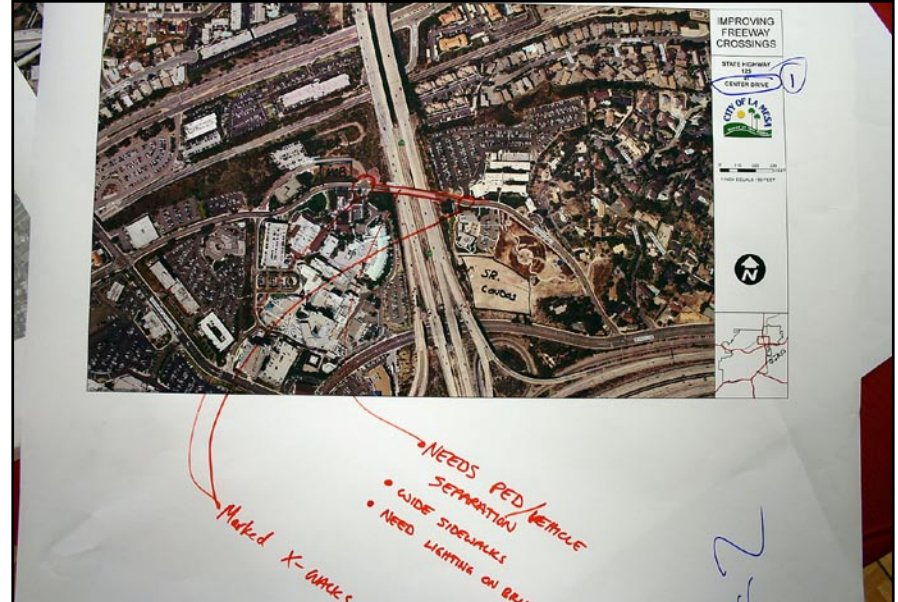 IMPROVING
FREEWAY
CROSSINGS
STATE HIGHWAY
125
CENTER DRIVE
1
CITY OF LA MESA
N
SR.
CONDOS
• NEEDS PED/VEHICLE
SEPARATION
• WIDE SIDEWALKS
• NEED LIGHTING ON
Marked X-WALKS
2